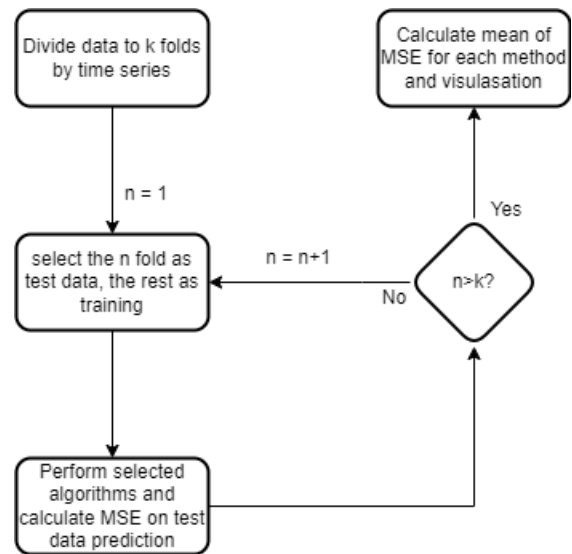 Divide data to k folds
by time series
n = 1
select the n fold as
test data, the rest as
training
Perform selected
algorithms and
calculate MSE on test
data prediction
n>k?
No
n = n+1
Yes
Calculate mean of
MSE for each method
and visulasation